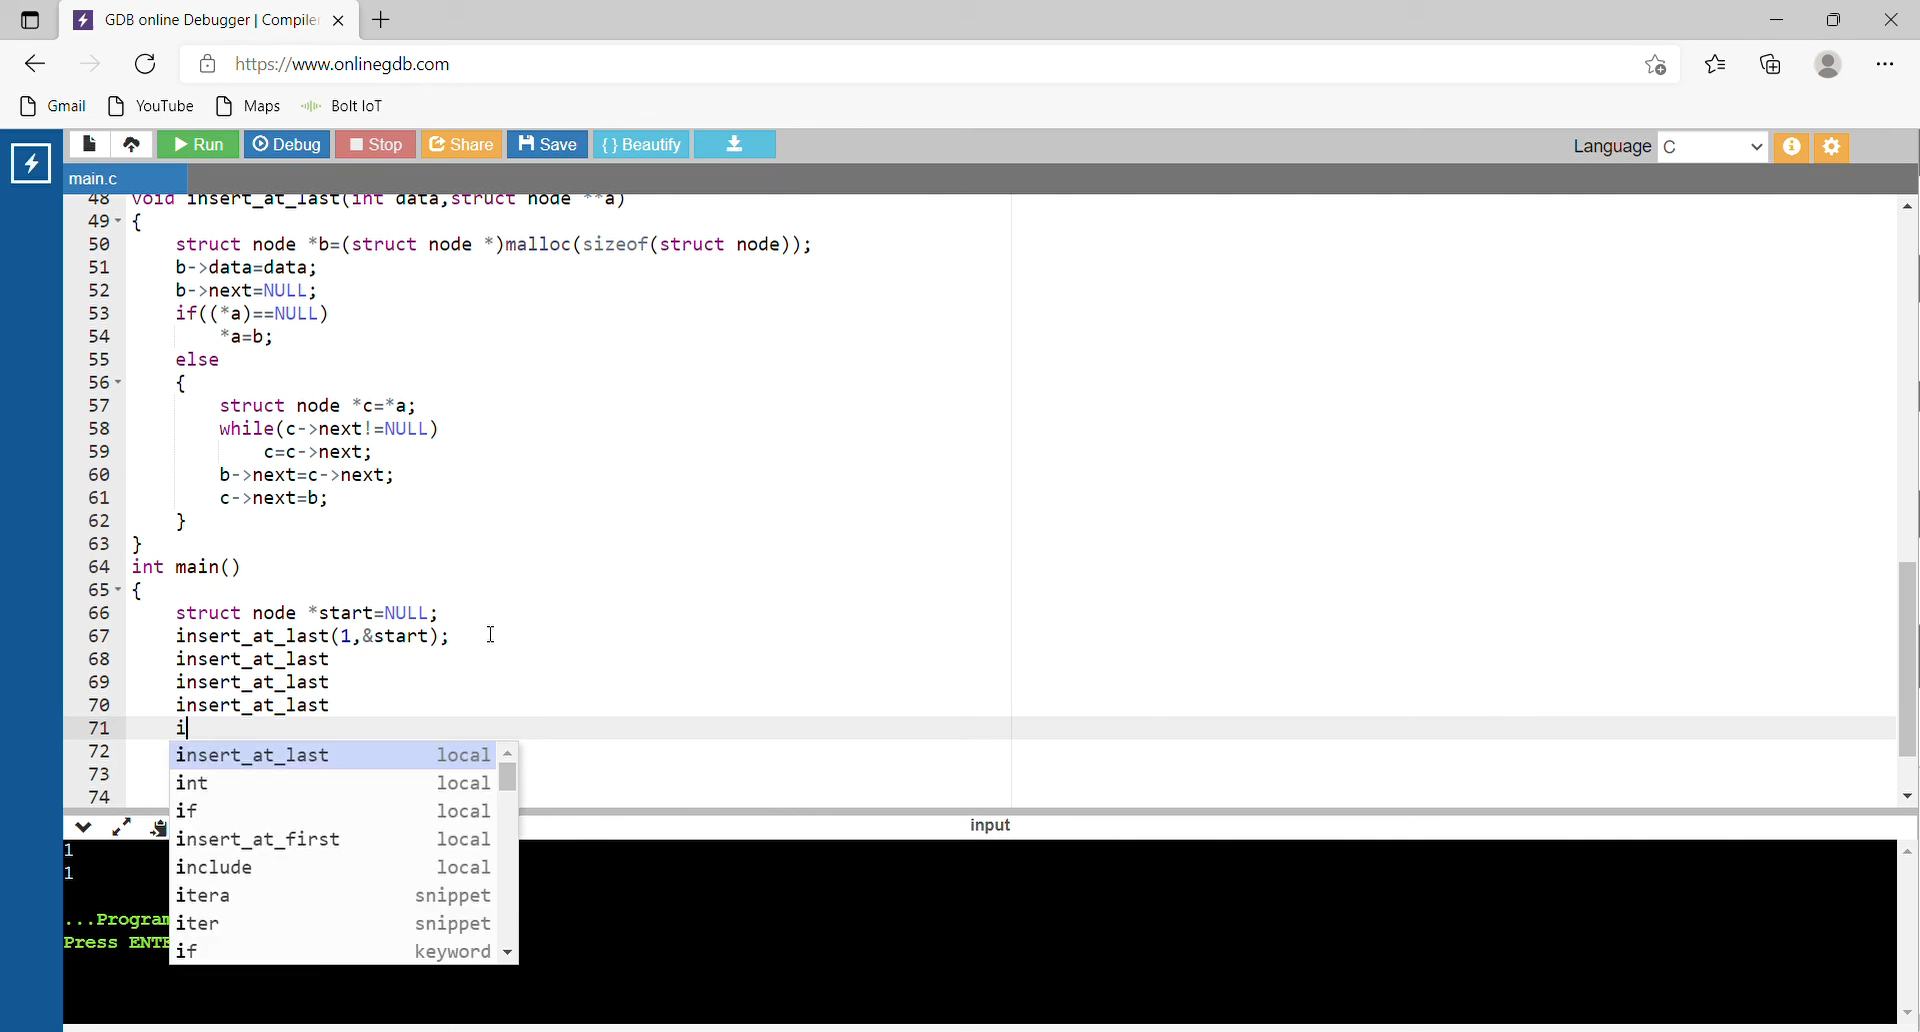 GDB online Debugger | Compiler
https://www.onlinegdb.com
Gmail YouTube Maps Bolt IoT
Run Debug Stop Share Save {} Beautify Language C
main.c
48 void insert_at_last(int data,struct node **a)
49 {
50 struct node *b=(struct node *)malloc(sizeof(struct node));
51 b->data=data;
52 b->next=NULL;
53 if((*a)==NULL)
54 *a=b;
55 else
56 {
57 struct node *c=*a;
58 while(c->next!=NULL)
59 c=c->next;
60 b->next=c->next;
61 c->next=b;
62 }
63 }
64 int main()
65 {
66 struct node *start=NULL;
67 insert_at_last(1,&start);
68 insert_at_last
69 insert_at_last
70 insert_at_last
71 i
72 insert_at_last local
73 int local
74 if local
input
insert_at_first local
1
include local
1
itera snippet
...Program
iter snippet
Press ENTE
if keyword